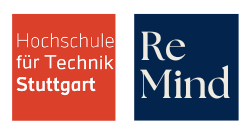 Hochschule
für Technik
Stuttgart
Re
Mind